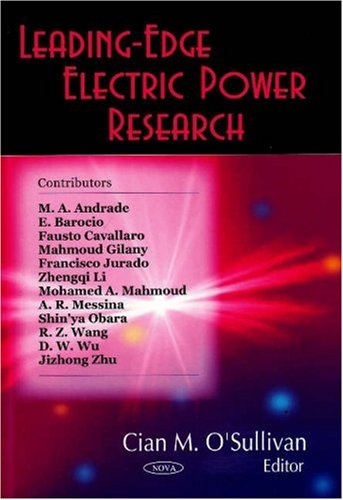 LEADING-EDGE
ELECTRIC POWER
RESEARCH
Contributors
M. A. Andrade
E. Barocio
Fausto Cavallaro
Mahmoud Gilany
Francisco Jurado
Zhengqi Li
Mohamed A. Mahmoud
A. R. Messina
Shin'ya Obara
R. Z. Wang
D. W. Wu
Jizhong Zhu
Cian M. O'Sullivan
NOVA
Editor